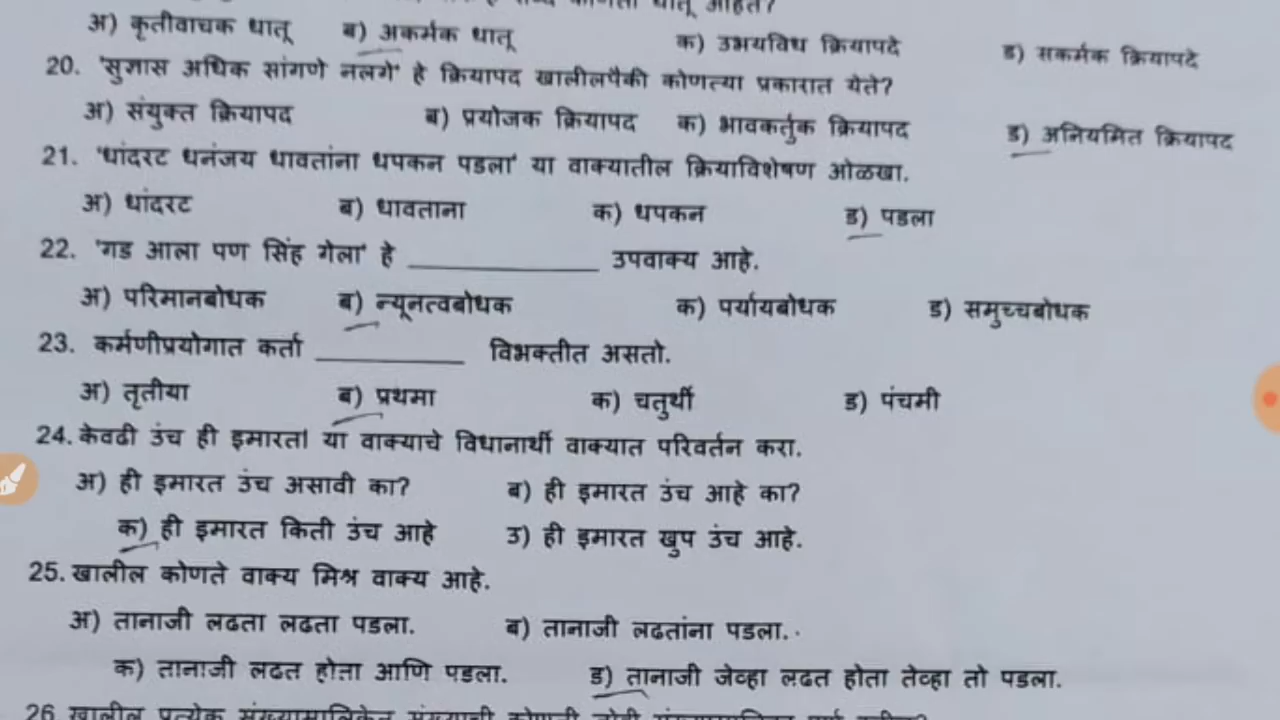 धातू आहेत?
अ) कृतीवाचक धातू ब) अकर्मक धातू क) उभयविध क्रियापदे ड) सकर्मक क्रियापदे
20. 'सुज्ञास अधिक सांगणे नलगे' हे क्रियापद खालीलपैकी कोणत्या प्रकारात येते?
अ) संयुक्त क्रियापद ब) प्रयोजक क्रियापद क) भावकर्तुक क्रियापद ड) अनियमित क्रियापद
21. 'धांदरट धनंजय धावतांना धपकन पडला' या वाक्यातील क्रियाविशेषण ओळखा.
अ) धांदरट ब) धावताना क) धपकन ड) पडला
22. 'गड आला पण सिंह गेला' हे ____________ उपवाक्य आहे.
अ) परिमानबोधक ब) न्यूनत्वबोधक क) पर्यायबोधक ड) समुच्चबोधक
23. कर्मणीप्रयोगात कर्ता __________ विभक्तीत असतो.
अ) तृतीया ब) प्रथमा क) चतुर्थी ड) पंचमी
24. केवढी उंच ही इमारत! या वाक्याचे विधानार्थी वाक्यात परिवर्तन करा.
अ) ही इमारत उंच असावी का? ब) ही इमारत उंच आहे का?
क) ही इमारत किती उंच आहे उ) ही इमारत खुप उंच आहे.
25. खालील कोणते वाक्य मिश्र वाक्य आहे.
अ) तानाजी लढता लढता पडला. ब) तानाजी लढतांना पडला.
क) तानाजी लढत होता आणि पडला. ड) तानाजी जेव्हा लढत होता तेव्हा तो पडला.
26 खालील प्रत्येक